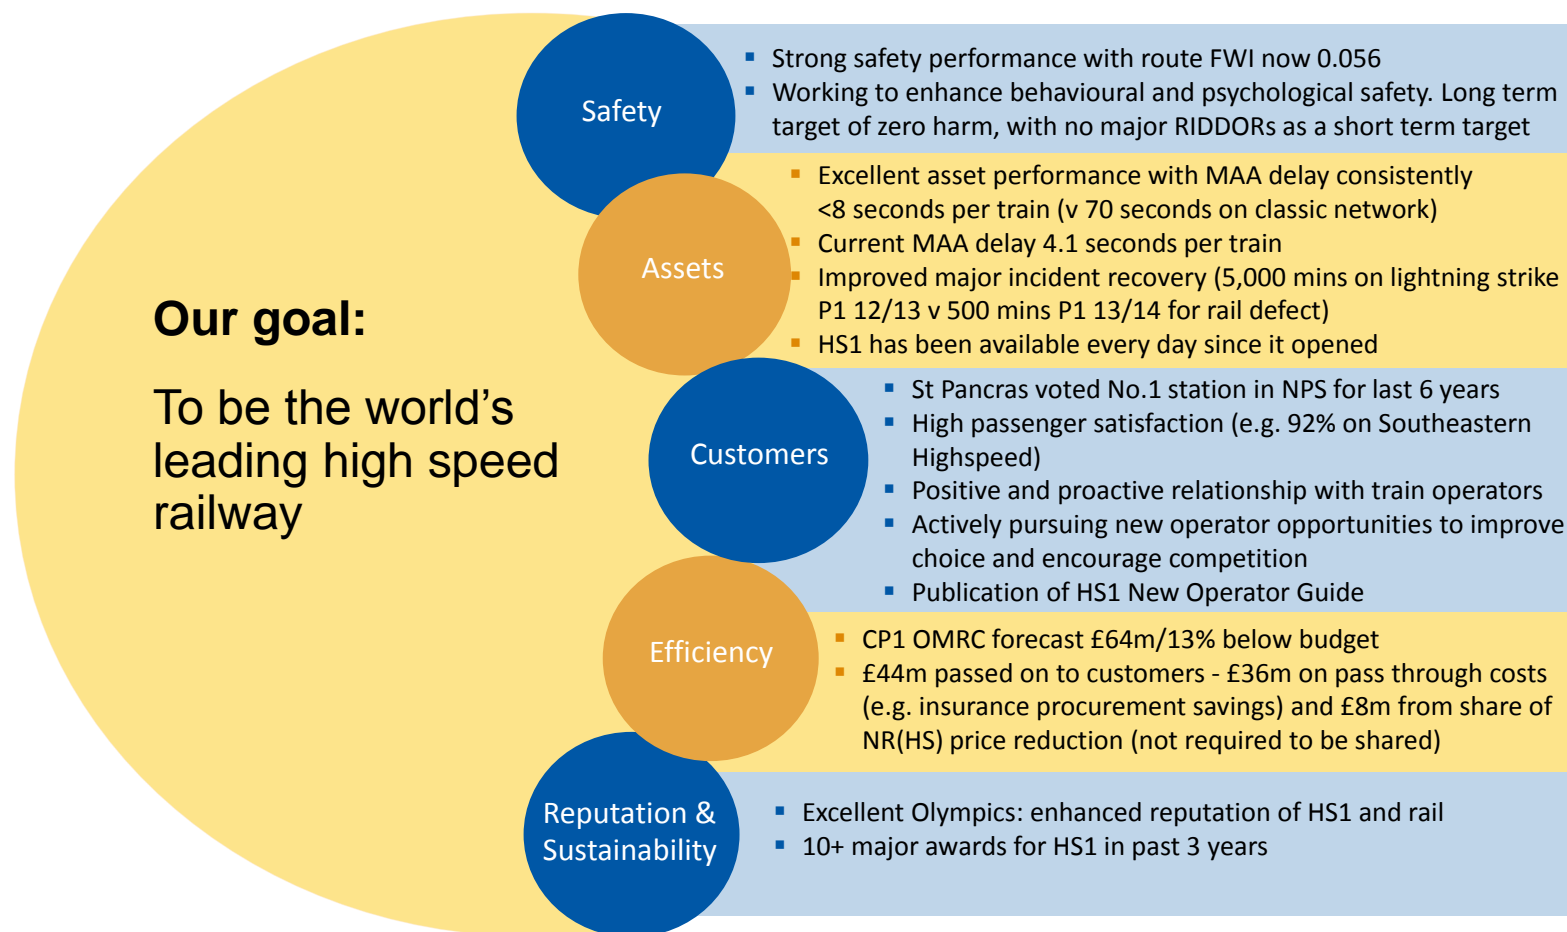 Our goal:
To be the world's
leading high speed
railway
Safety
▪ Strong safety performance with route FWI now 0.056
▪ Working to enhance behavioural and psychological safety. Long term
target of zero harm, with no major RIDDORs as a short term target
Assets
▪ Excellent asset performance with MAA delay consistently
<8 seconds per train (v 70 seconds on classic network)
▪ Current MAA delay 4.1 seconds per train
▪ Improved major incident recovery (5,000 mins on lightning strike
P1 12/13 v 500 mins P1 13/14 for rail defect)
▪ HS1 has been available every day since it opened
Customers
▪ St Pancras voted No.1 station in NPS for last 6 years
▪ High passenger satisfaction (e.g. 92% on Southeastern
Highspeed)
▪ Positive and proactive relationship with train operators
▪ Actively pursuing new operator opportunities to improve
choice and encourage competition
▪ Publication of HS1 New Operator Guide
Efficiency
▪ CP1 OMRC forecast £64m/13% below budget
▪ £44m passed on to customers - £36m on pass through costs
(e.g. insurance procurement savings) and £8m from share of
NR(HS) price reduction (not required to be shared)
Reputation &
Sustainability
▪ Excellent Olympics: enhanced reputation of HS1 and rail
▪ 10+ major awards for HS1 in past 3 years